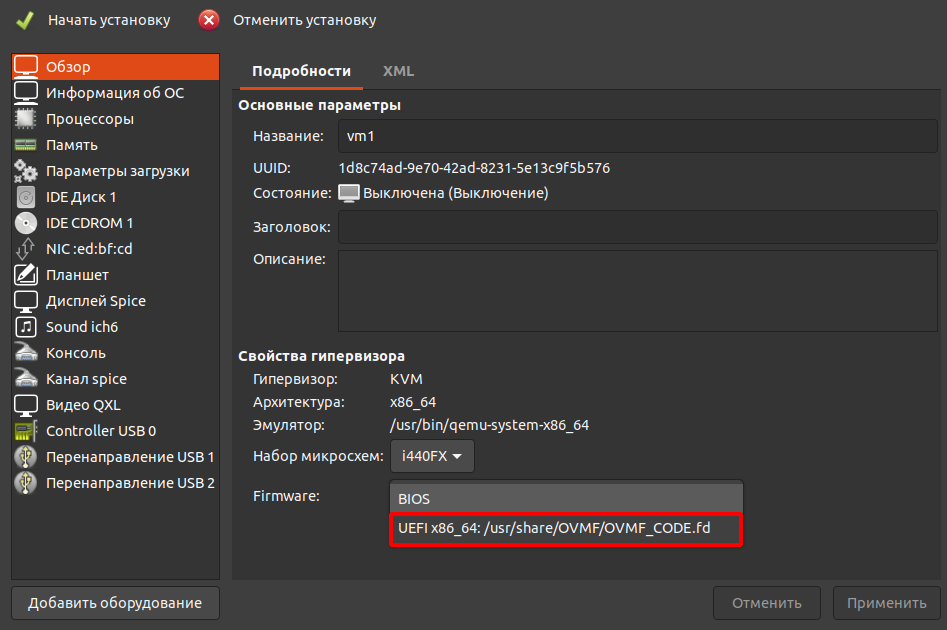 Начать установку
Отменить установку
Обзор
Информация об ОС
Процессоры
Память
Параметры загрузки
IDE Диск 1
IDE CDROM 1
NIC :ed:bf:cd
Планшет
Дисплей Spice
Sound ich6
Консоль
Канал spice
Видео QXL
Controller USB 0
Перенаправление USB 1
Перенаправление USB 2
Добавить оборудование
Подробности
XML
Основные параметры
Название: vm1
UUID: 1d8c74ad-9e70-42ad-8231-5e13c9f5b576
Состояние: Выключена (Выключение)
Заголовок:
Описание:
Свойства гипервизора
Гипервизор: KVM
Архитектура: x86_64
Эмулятор: /usr/bin/qemu-system-x86_64
Набор микросхем: i440FX
Firmware: BIOS
UEFI x86_64: /usr/share/OVMF/OVMF_CODE.fd
Отменить
Применить